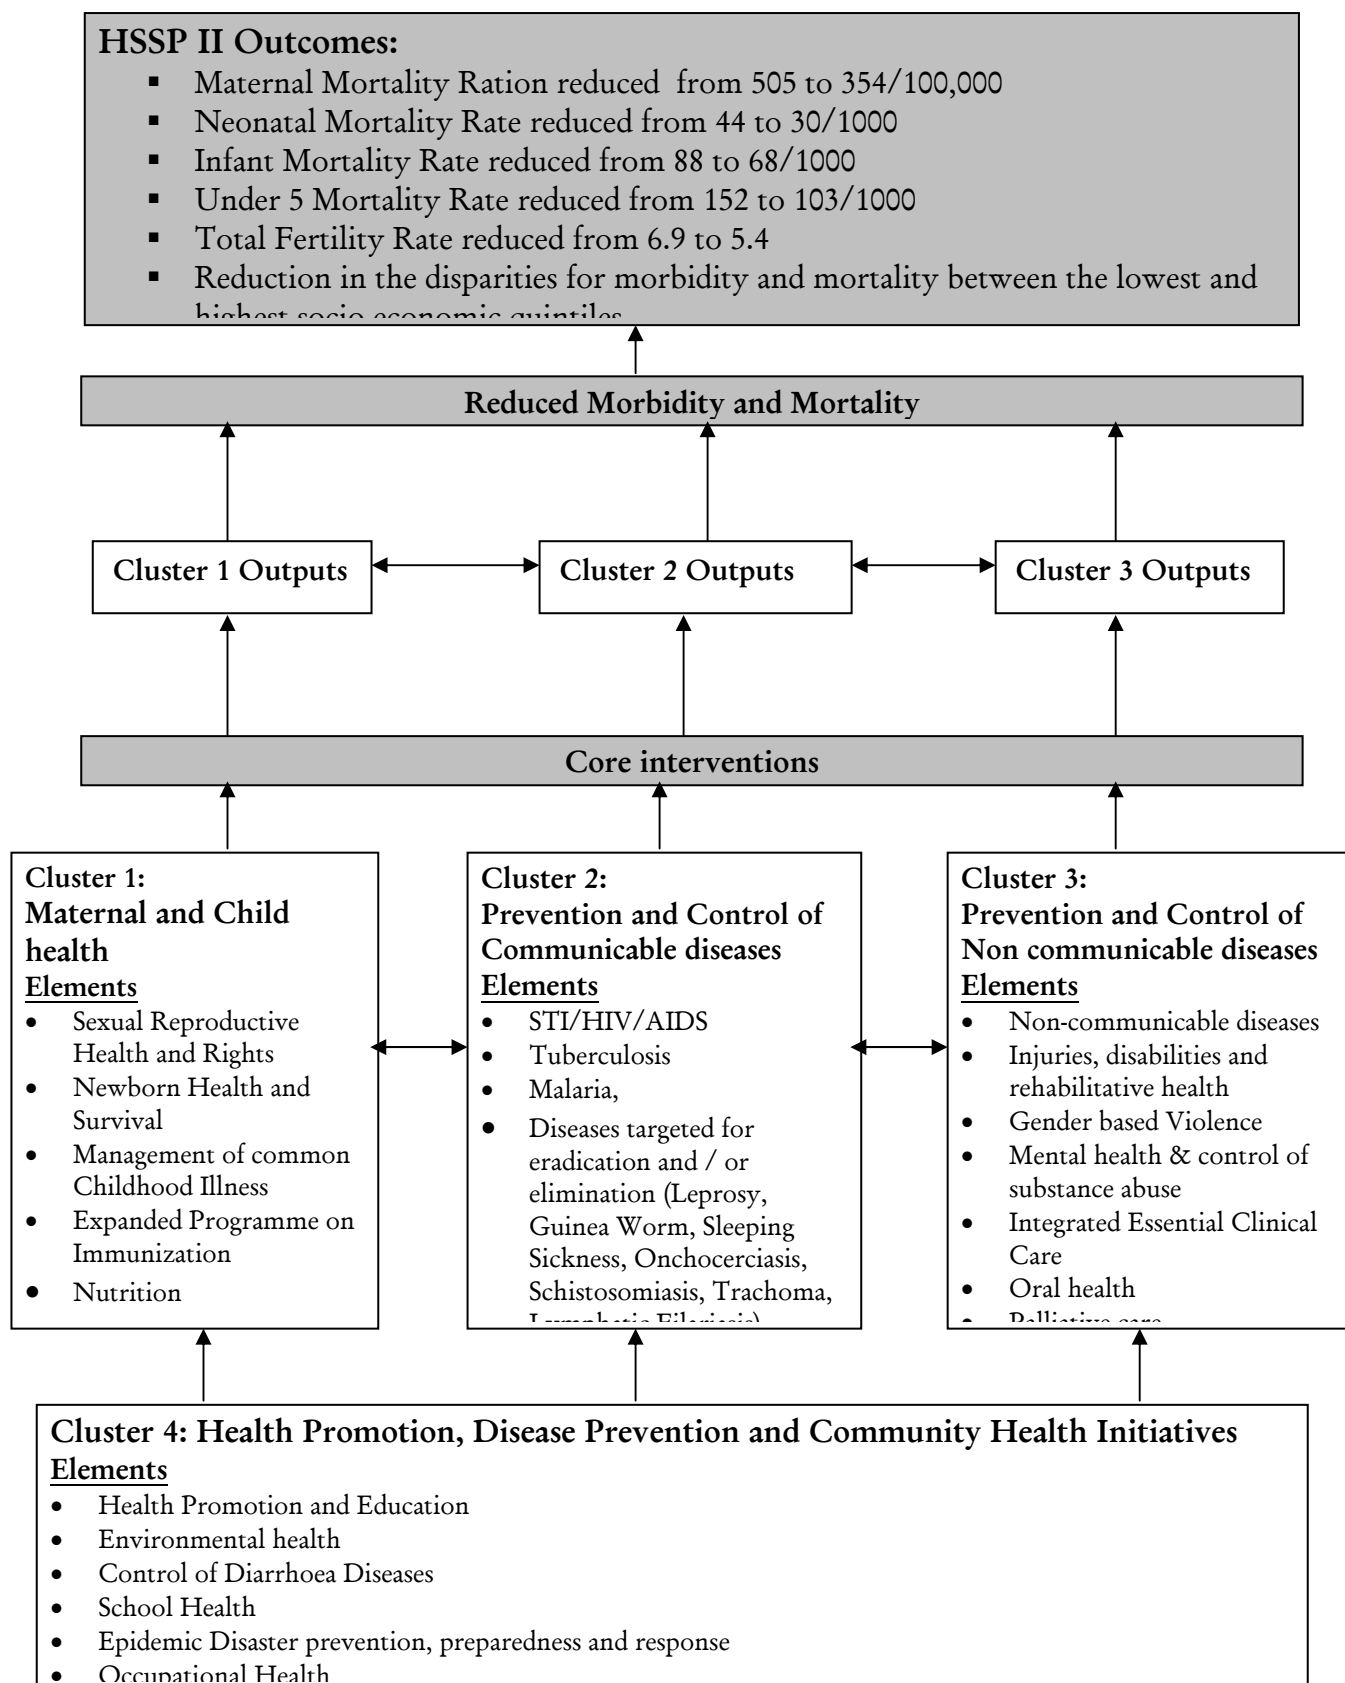 HSSP II Outcomes:
▪ Maternal Mortality Ration reduced from 505 to 354/100,000
▪ Neonatal Mortality Rate reduced from 44 to 30/1000
▪ Infant Mortality Rate reduced from 88 to 68/1000
▪ Under 5 Mortality Rate reduced from 152 to 103/1000
▪ Total Fertility Rate reduced from 6.9 to 5.4
▪ Reduction in the disparities for morbidity and mortality between the lowest and
highest socio economic quintiles
Reduced Morbidity and Mortality
Cluster 1 Outputs
Cluster 2 Outputs
Cluster 3 Outputs
Core interventions
Cluster 1:
Maternal and Child
health
Elements
• Sexual Reproductive
Health and Rights
• Newborn Health and
Survival
• Management of common
Childhood Illness
• Expanded Programme on
Immunization
• Nutrition
Cluster 2:
Prevention and Control of
Communicable diseases
Elements
• STI/HIV/AIDS
• Tuberculosis
• Malaria,
• Diseases targeted for
eradication and / or
elimination (Leprosy,
Guinea Worm, Sleeping
Sickness, Onchocerciasis,
Schistosomiasis, Trachoma,
Lymphatic Filariasis)
Cluster 3:
Prevention and Control of
Non communicable diseases
Elements
• Non-communicable diseases
• Injuries, disabilities and
rehabilitative health
• Gender based Violence
• Mental health & control of
substance abuse
• Integrated Essential Clinical
Care
• Oral health
• Palliative care
Cluster 4: Health Promotion, Disease Prevention and Community Health Initiatives
Elements
• Health Promotion and Education
• Environmental health
• Control of Diarrhoea Diseases
• School Health
• Epidemic Disaster prevention, preparedness and response
• Occupational Health